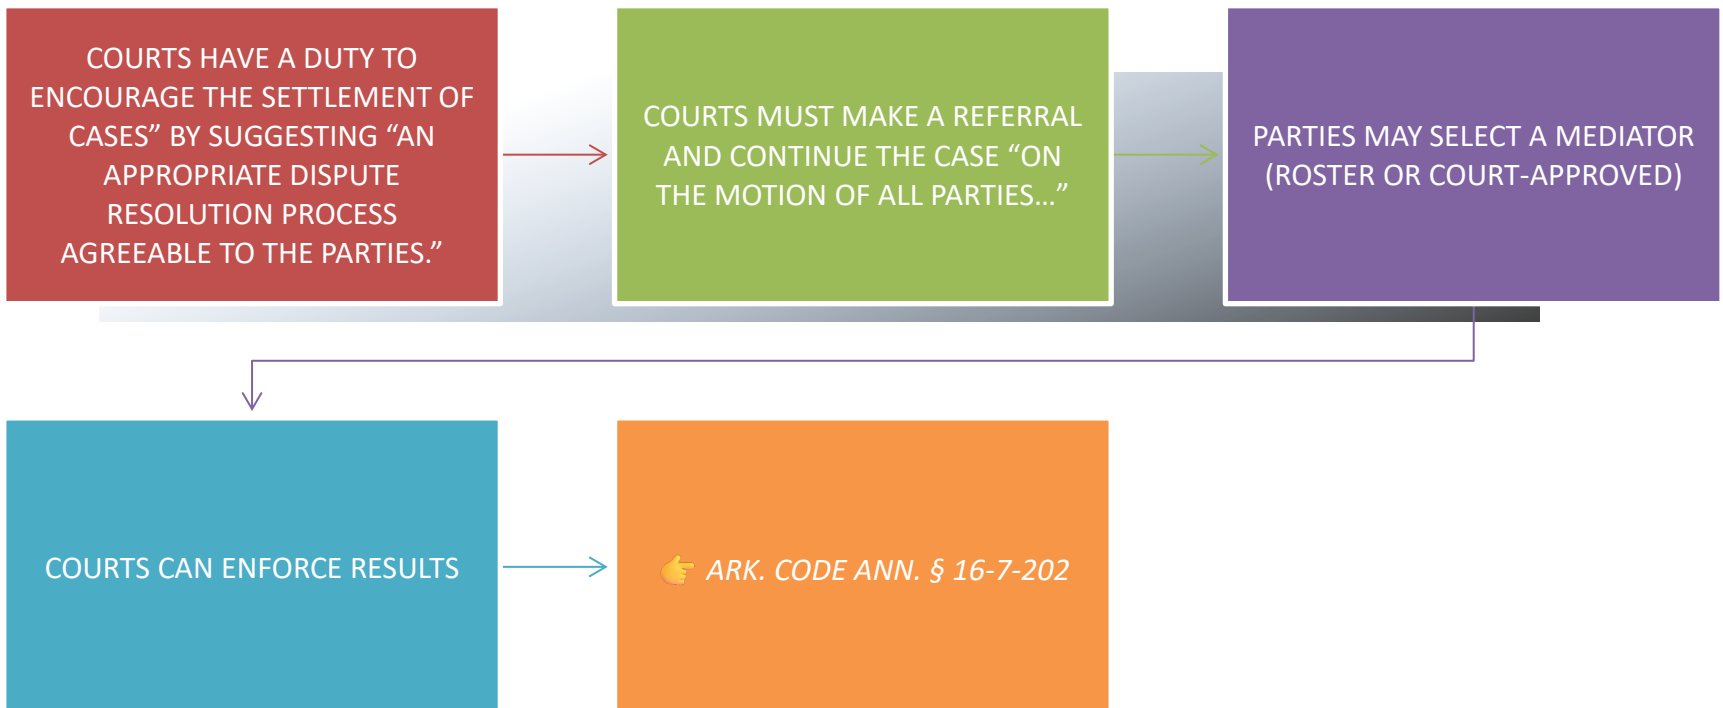 COURTS HAVE A DUTY TO
ENCOURAGE THE SETTLEMENT OF
CASES” BY SUGGESTING “AN
APPROPRIATE DISPUTE
RESOLUTION PROCESS
AGREEABLE TO THE PARTIES.”
COURTS MUST MAKE A REFERRAL
AND CONTINUE THE CASE “ON
THE MOTION OF ALL PARTIES…”
PARTIES MAY SELECT A MEDIATOR
(ROSTER OR COURT-APPROVED)
COURTS CAN ENFORCE RESULTS
👉 ARK. CODE ANN. § 16-7-202